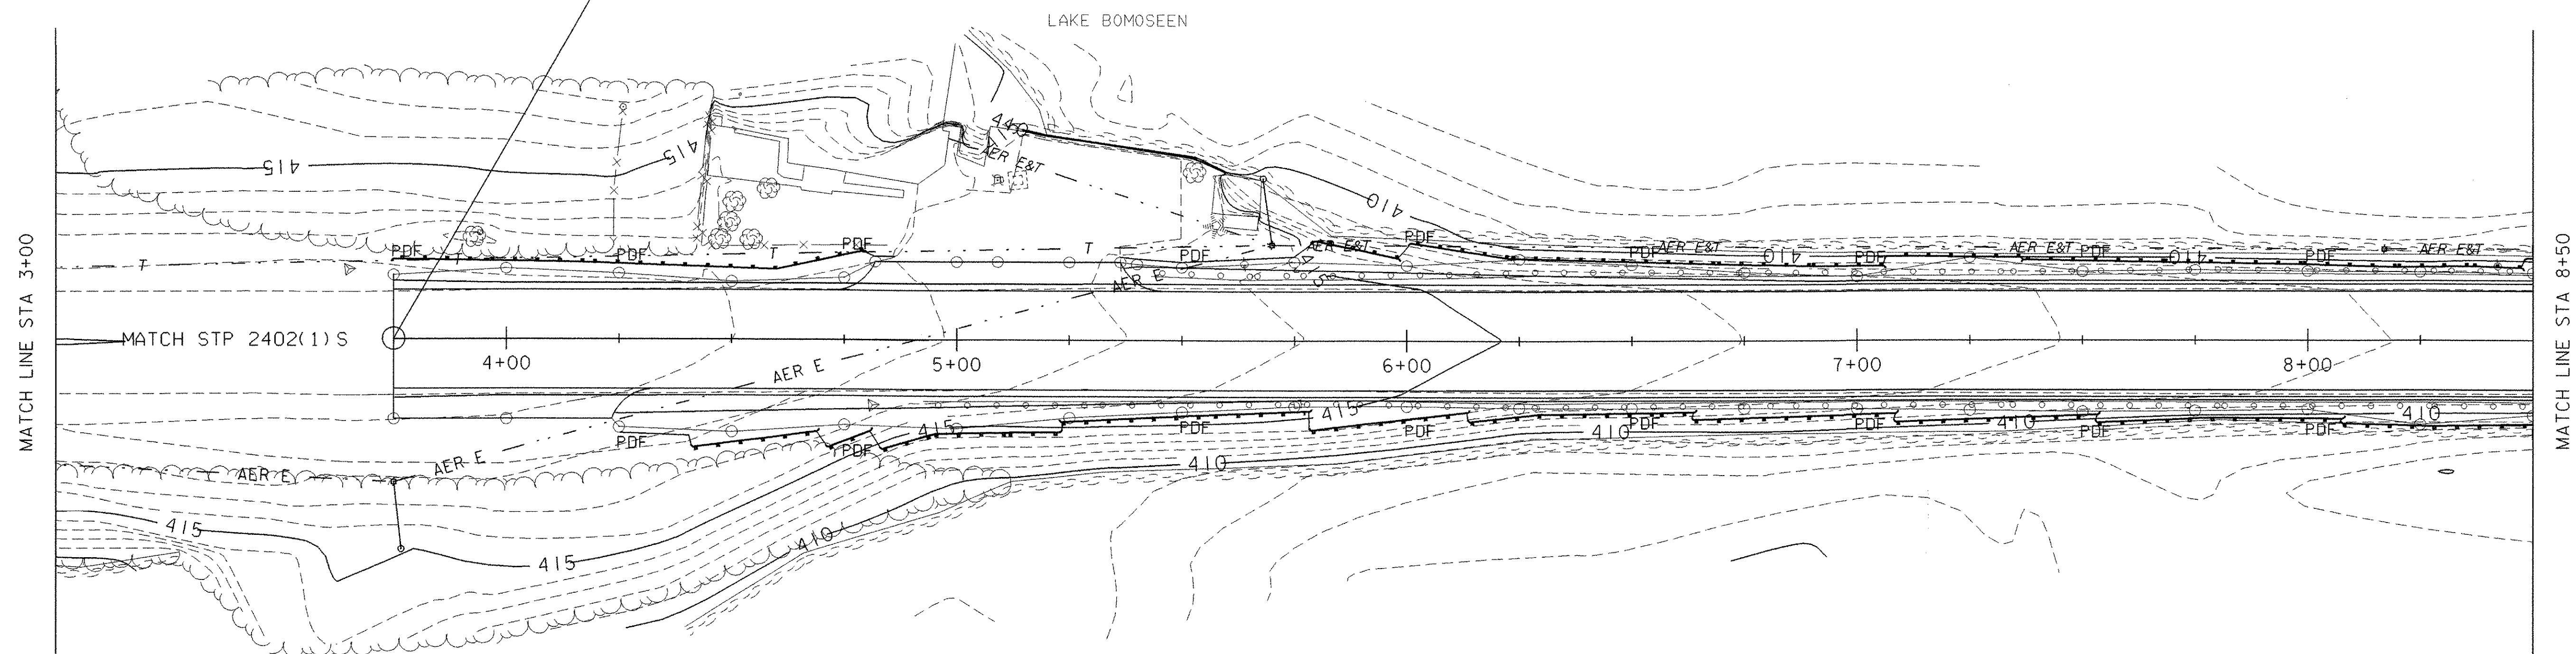 LAKE BOMOSEEN
MATCH LINE STA 3+00
MATCH LINE STA 8+50
440
AER E&T
415
415
410
PDF
PDF
PDF
PDF
PDF
T
T
T
T
AER E&T
PDF
AER E&T
410
PDF
AER E&T
PDF
410
PDF
AER E&T
AER E
415
MATCH STP 2402(1)S
4+00
5+00
6+00
7+00
8+00
AER E
415
PDF
PDF
415
PDF
PDF
410
PDF
PDF
410
PDF
PDF
410
AER E
AER E
410
415
415
410